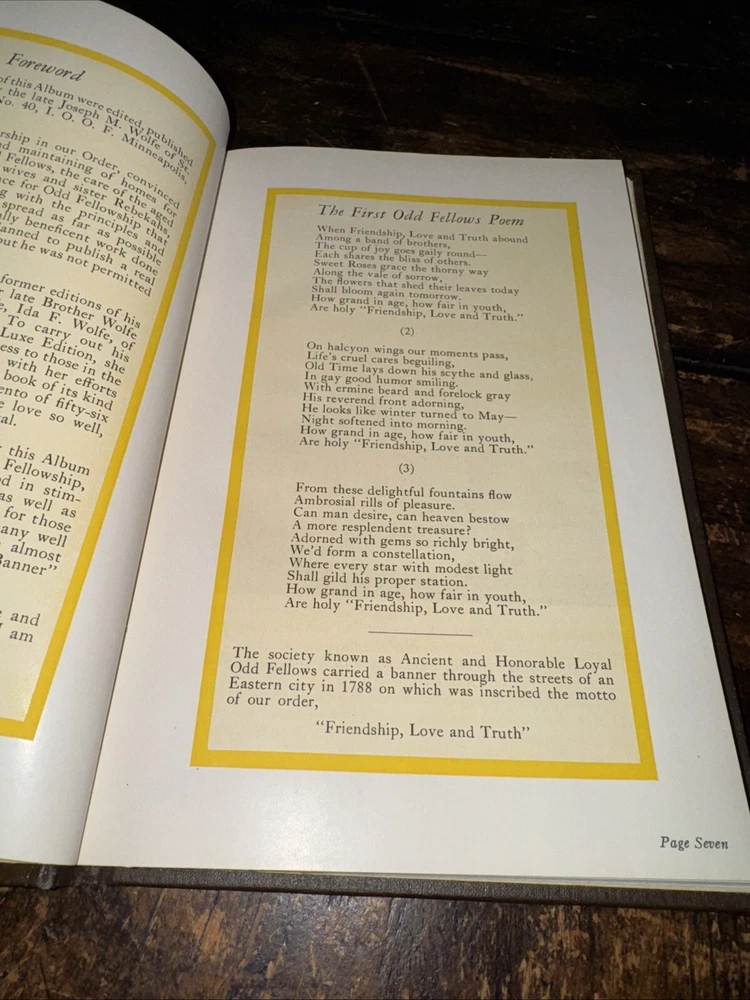 Foreword
of this Album were edited, published
the late Joseph M. Wolfe of St.
No. 40, I. O. O. F. Minneapolis,
ership in our Order, convinced
d maintaining of homes for
Fellows, the care of the aged
wives and sister Rebekahs,
ce for Odd Fellowship that
g with the principles and
spread as far as possible
lly beneficent work done
anned to publish a real
but he was not permitted
former editions of his
late Brother Wolfe
e, Ida F. Wolfe, of
To carry out his
Luxe Edition, she
ess to those in the
with her efforts
book of its kind
ento of fifty-six
e love so well,
al.
this Album
Fellowship,
d in stim-
as well as
for those
any well
almost
Banner"
and
I am
The First Odd Fellows Poem
When Friendship, Love and Truth abound
Among a band of brothers,
The cup of joy goes gaily round—
Each shares the bliss of others.
Sweet Roses grace the thorny way
Along the vale of sorrow,
The flowers that shed their leaves today
Shall bloom again tomorrow.
How grand in age, how fair in youth,
Are holy "Friendship, Love and Truth."
(2)
On halcyon wings our moments pass,
Life's cruel cares beguiling,
Old Time lays down his scythe and glass,
In gay good humor smiling.
With ermine beard and forelock gray
His reverend front adorning,
He looks like winter turned to May—
Night softened into morning.
How grand in age, how fair in youth,
Are holy "Friendship, Love and Truth."
(3)
From these delightful fountains flow
Ambrosial rills of pleasure.
Can man desire, can heaven bestow
A more resplendent treasure?
Adorned with gems so richly bright,
We'd form a constellation,
Where every star with modest light
Shall gild his proper station.
How grand in age, how fair in youth,
Are holy "Friendship, Love and Truth."
The society known as Ancient and Honorable Loyal
Odd Fellows carried a banner through the streets of an
Eastern city in 1788 on which was inscribed the motto
of our order,
"Friendship, Love and Truth"
Page Seven